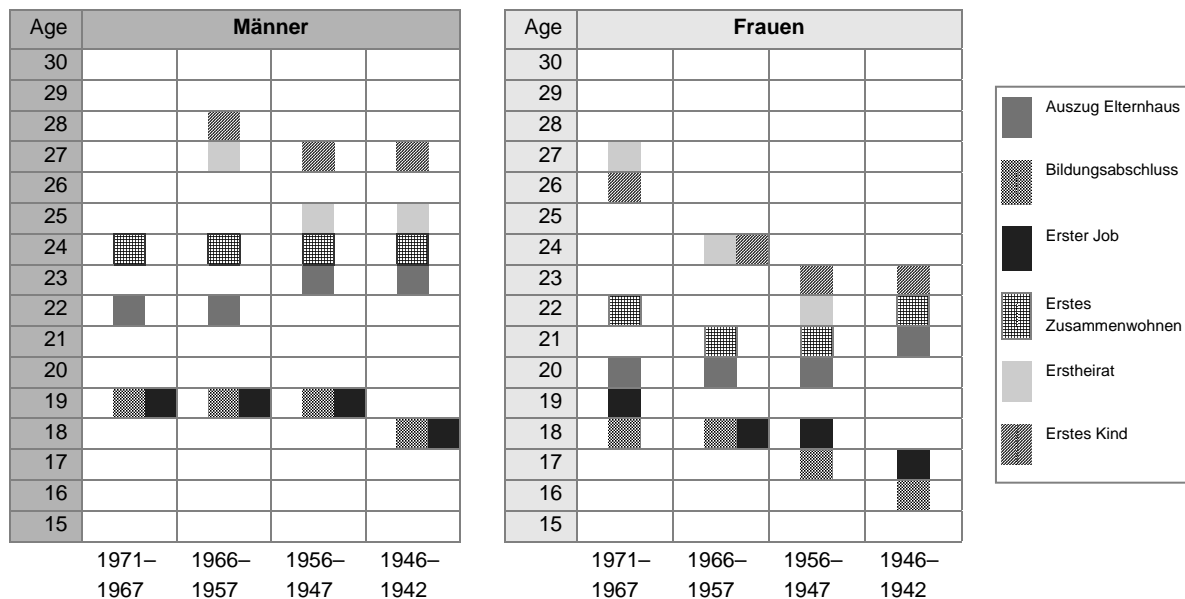 Age Männer
30
29
28
27
26
25
24
23
22
21
20
19
18
17
16
15
1971– 1966– 1956– 1946–
1967 1957 1947 1942
Age Frauen
30
29
28
27
26
25
24
23
22
21
20
19
18
17
16
15
1971– 1966– 1956– 1946–
1967 1957 1947 1942
Auszug Elternhaus
Bildungsabschluss
Erster Job
Erstes
Zusammenwohnen
Erstheirat
Erstes Kind